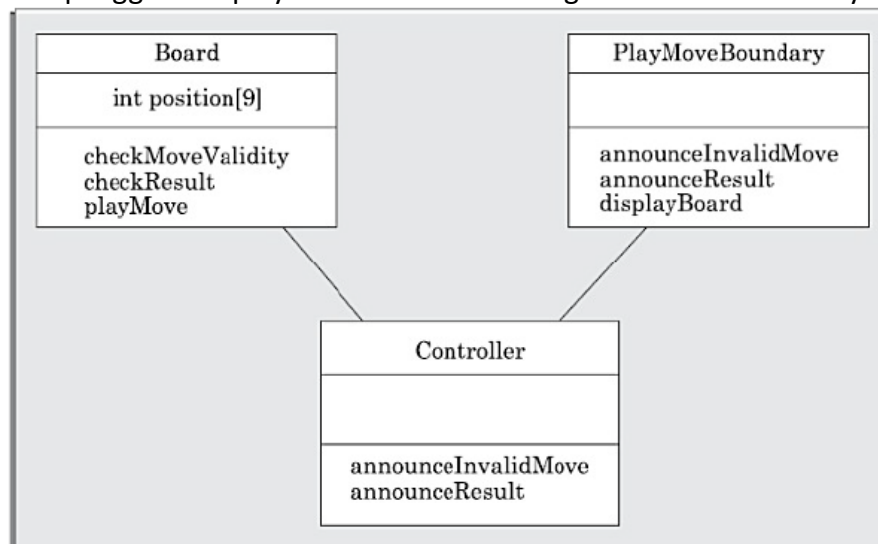 Board
int position[9]
checkMoveValidity
checkResult
playMove
PlayMoveBoundary
announceInvalidMove
announceResult
displayBoard
Controller
announceInvalidMove
announceResult